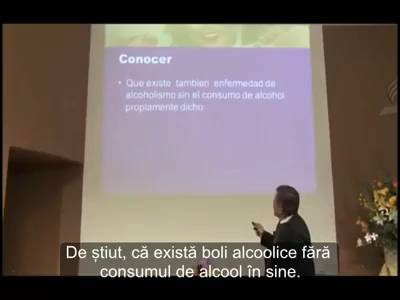 Conocer
• Que existe tambien enfermedad de
alcoholismo sin el consumo de alcohol
propiamente dicho
De știut, că există boli alcoolice fără
consumul de alcool în sine.